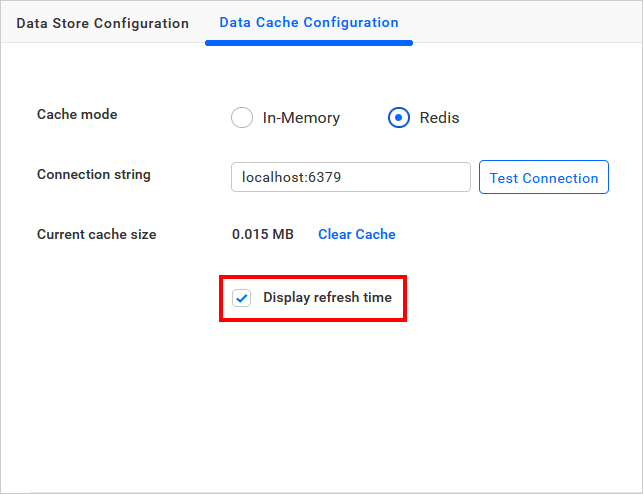 Data Store Configuration Data Cache Configuration
Cache mode In-Memory Redis
Connection string localhost:6379 Test Connection
Current cache size 0.015 MB Clear Cache
Display refresh time